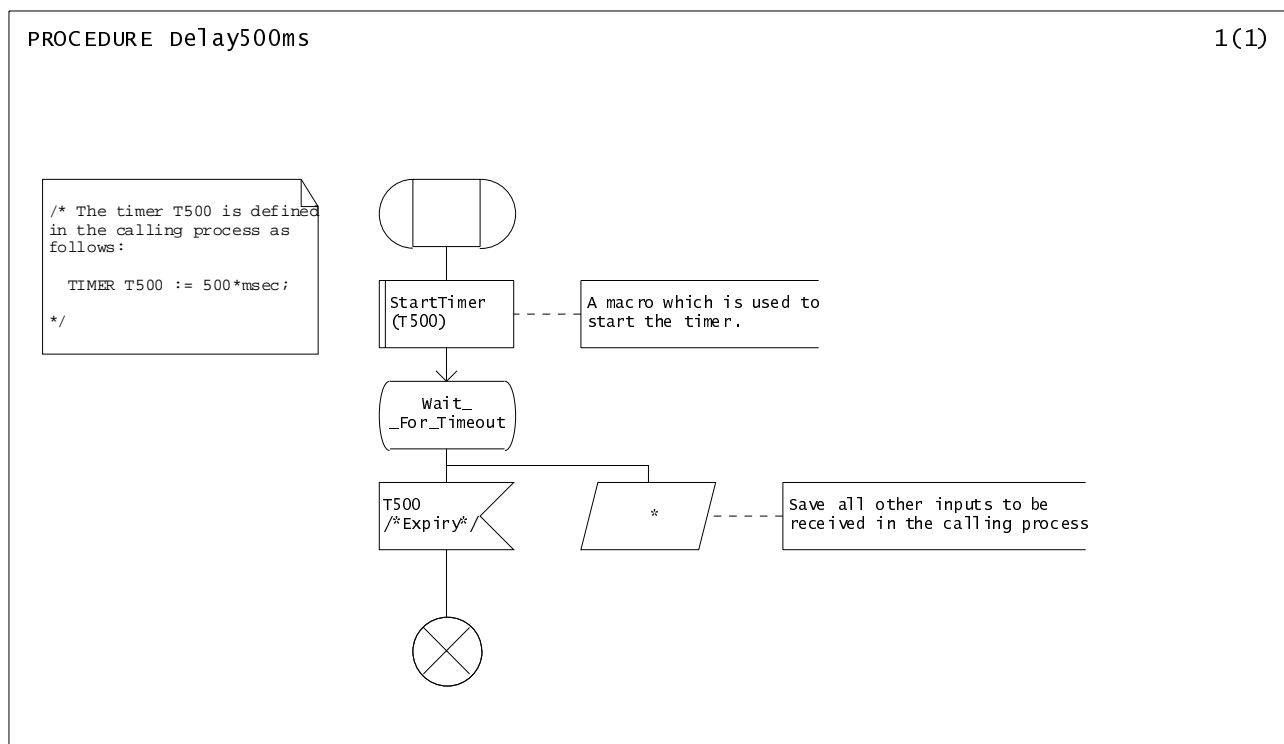 PROCEDURE Delay500ms
1(1)
/* The timer T500 is defined
in the calling process as
follows:
TIMER T500 := 500*msec;
*/
StartTimer
(T500)
A macro which is used to
start the timer.
Wait_
_For_Timeout
T500
/*Expiry*/
*
Save all other inputs to be
received in the calling process